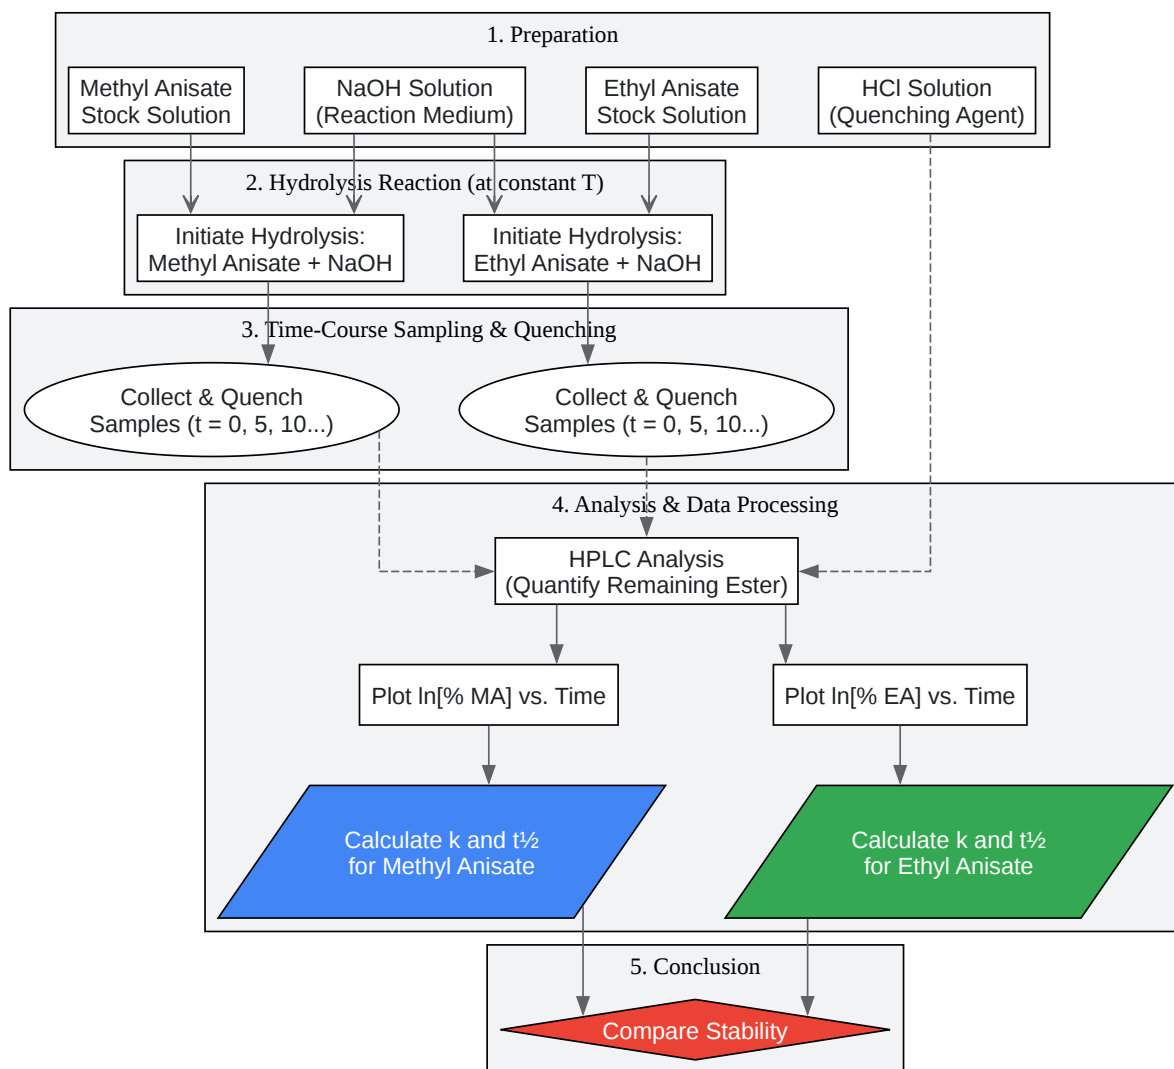 1. Preparation
Methyl Anisate
Stock Solution
NaOH Solution
(Reaction Medium)
Ethyl Anisate
Stock Solution
HCl Solution
(Quenching Agent)
2. Hydrolysis Reaction (at constant T)
Initiate Hydrolysis:
Methyl Anisate + NaOH
Initiate Hydrolysis:
Ethyl Anisate + NaOH
3. Time-Course Sampling & Quenching
Collect & Quench
Samples (t = 0, 5, 10...)
Collect & Quench
Samples (t = 0, 5, 10...)
4. Analysis & Data Processing
HPLC Analysis
(Quantify Remaining Ester)
Plot ln[% MA] vs. Time
Plot ln[% EA] vs. Time
Calculate k and t½
for Methyl Anisate
Calculate k and t½
for Ethyl Anisate
5. Conclusion
Compare Stability